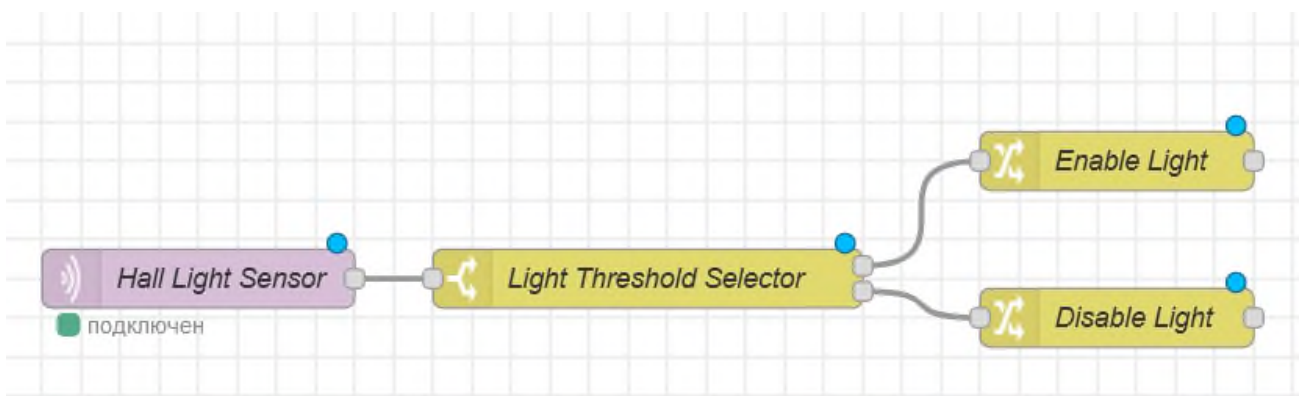 Enable Light
Hall Light Sensor
Light Threshold Selector
подключен
Disable Light